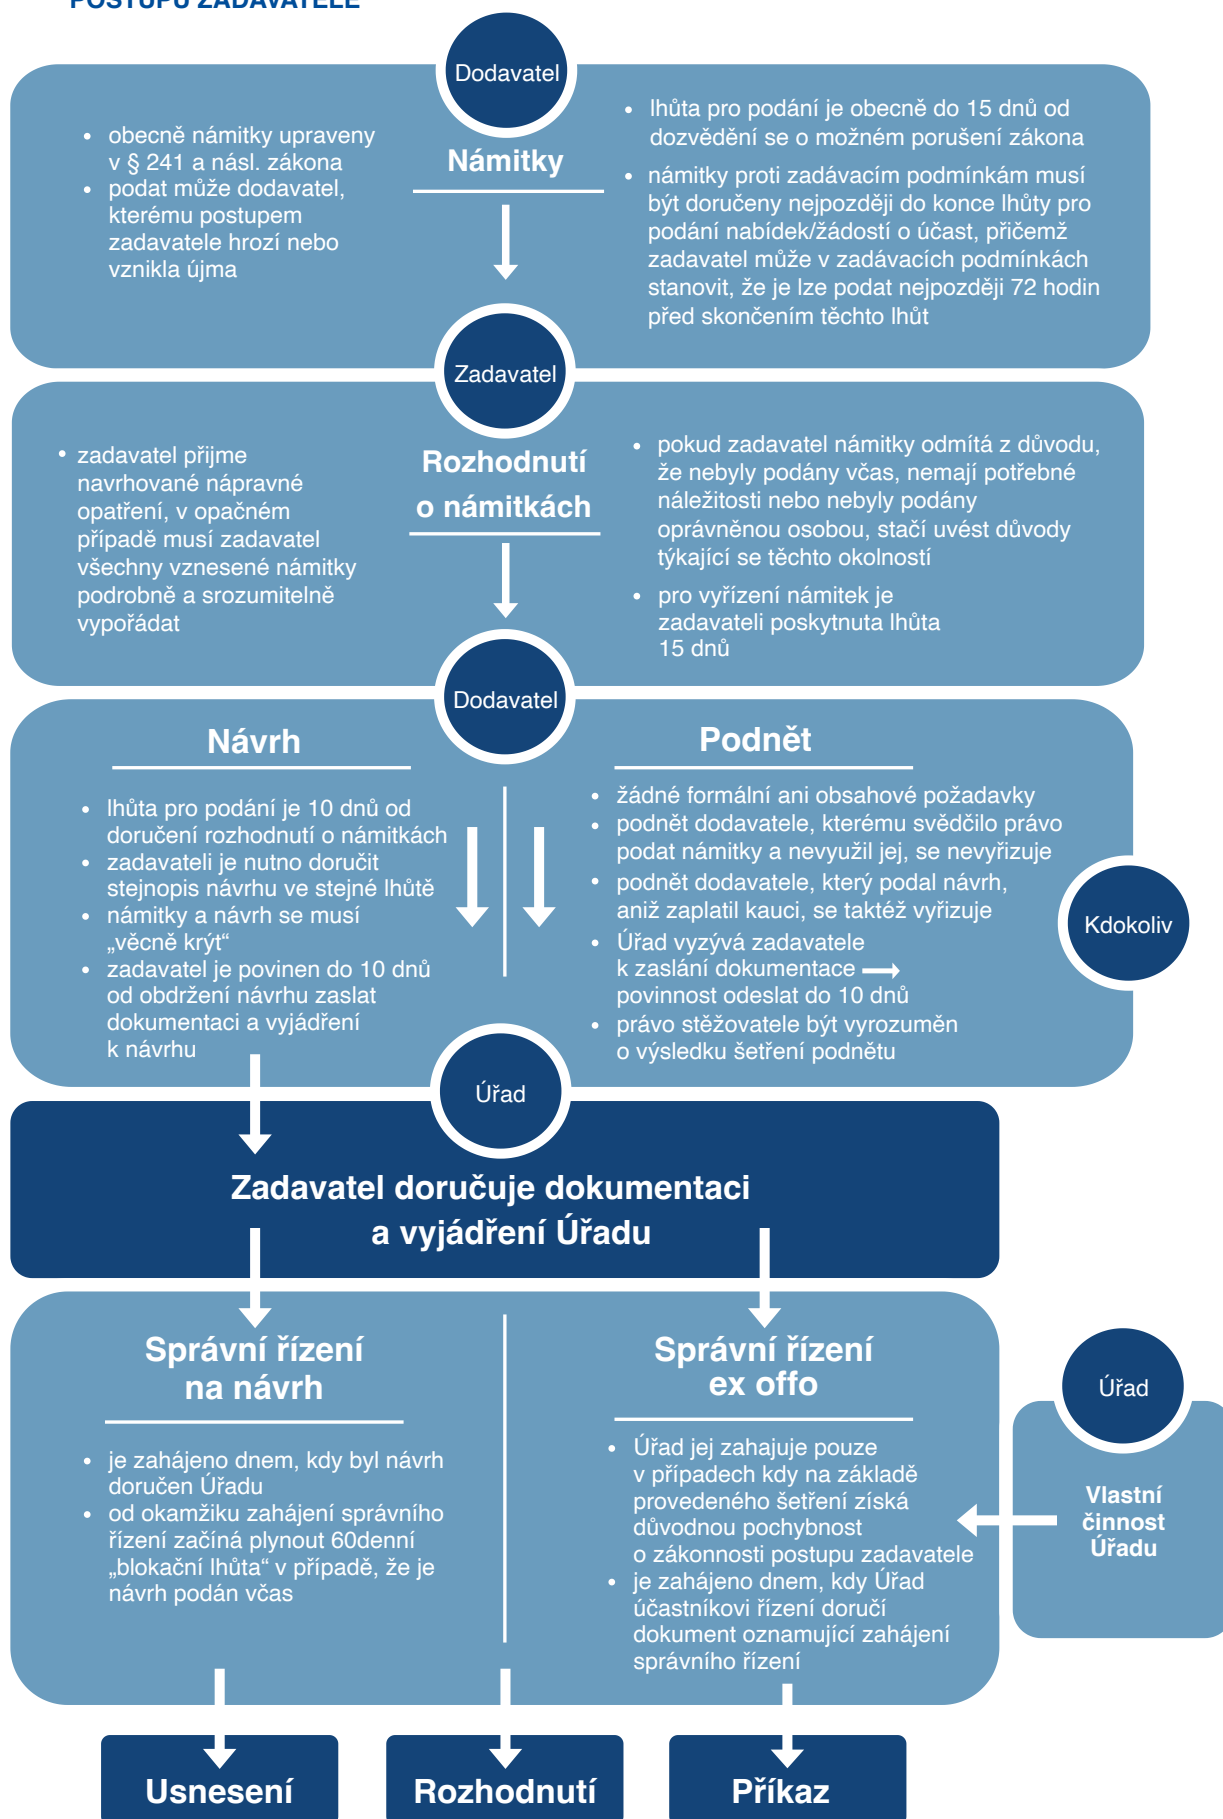 POSTUPU ZADAVATELE
Dodavatel
Námitky
• obecně námitky upraveny
v § 241 a násl. zákona
• podat může dodavatel,
kterému postupem
zadavatele hrozí nebo
vznikla újma
• lhůta pro podání je obecně do 15 dnů od
dozvědění se o možném porušení zákona
• námitky proti zadávacím podmínkám musí
být doručeny nejpozději do konce lhůty pro
podání nabídek/žádostí o účast, přičemž
zadavatel může v zadávacích podmínkách
stanovit, že je lze podat nejpozději 72 hodin
před skončením těchto lhůt
Zadavatel
Rozhodnutí
o námitkách
• zadavatel přijme
navrhované nápravné
opatření, v opačném
případě musí zadavatel
všechny vznesené námitky
podrobně a srozumitelně
vypořádat
• pokud zadavatel námitky odmítá z důvodu,
že nebyly podány včas, nemají potřebné
náležitosti nebo nebyly podány
oprávněnou osobou, stačí uvést důvody
týkající se těchto okolností
• pro vyřízení námitek je
zadavateli poskytnuta lhůta
15 dnů
Dodavatel
Návrh
• lhůta pro podání je 10 dnů od
doručení rozhodnutí o námitkách
• zadavateli je nutno doručit
stejnopis návrhu ve stejné lhůtě
• námitky a návrh se musí
„věcně krýt“
• zadavatel je povinen do 10 dnů
od obdržení návrhu zaslat
dokumentaci a vyjádření
k návrhu
Podnět
• žádné formální ani obsahové požadavky
• podnět dodavatele, kterému svědčilo právo
podat námitky a nevyužil jej, se nevyřizuje
• podnět dodavatele, který podal návrh,
aniž zaplatil kauci, se taktéž vyřizuje
• Úřad vyzývá zadavatele
k zaslání dokumentace
povinnost odeslat do 10 dnů
• právo stěžovatele být vyrozuměn
o výsledku šetření podnětu
Kdokoliv
Úřad
Zadavatel doručuje dokumentaci
a vyjádření Úřadu
Správní řízení
na návrh
• je zahájeno dnem, kdy byl návrh
doručen Úřadu
• od okamžiku zahájení správního
řízení začíná plynout 60denní
„blokační lhůta“ v případě, že je
návrh podán včas
Správní řízení
ex offo
• Úřad jej zahajuje pouze
v případech kdy na základě
provedeného šetření získá
důvodnou pochybnost
o zákonnosti postupu zadavatele
• je zahájeno dnem, kdy Úřad
účastníkovi řízení doručí
dokument oznamující zahájení
správního řízení
Úřad
Vlastní
činnost
Úřadu
Usnesení
Rozhodnutí
Příkaz